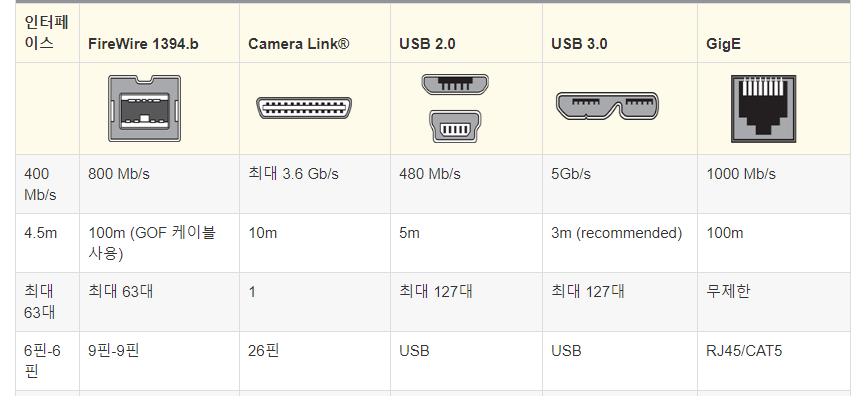 인터페
이스
FireWire 1394.b
Camera Link®
USB 2.0
USB 3.0
GigE
400
Mb/s
800 Mb/s
최대 3.6 Gb/s
480 Mb/s
5Gb/s
1000 Mb/s
4.5m
100m (GOF 케이블
사용)
10m
5m
3m (recommended)
100m
최대
63대
최대 63대
1
최대 127대
최대 127대
무제한
6핀-6
핀
9핀-9핀
26핀
USB
USB
RJ45/CAT5